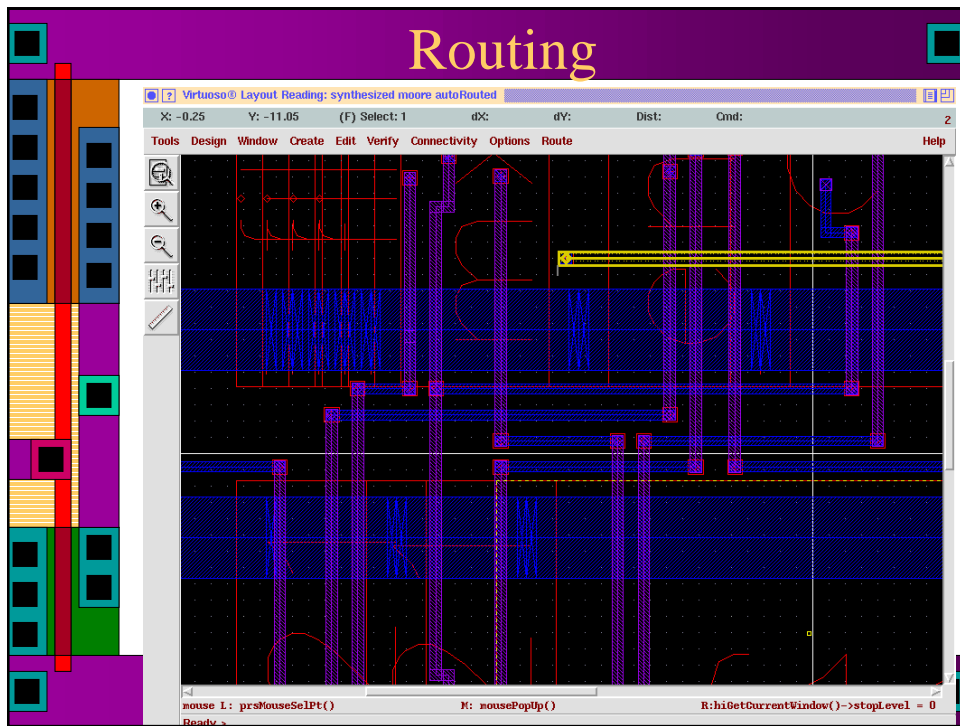 Routing
Virtuoso® Layout Reading: synthesized moore autoRouted
X: -0.25 Y: -11.05 (F) Select: 1 dX: dY: Dist: Cmd: 2
Tools Design Window Create Edit Verify Connectivity Options Route Help
mouse L: prsMouseSelPt() M: mousePopUp() R:hiGetCurrentWindow()->stopLevel = 0
Ready >